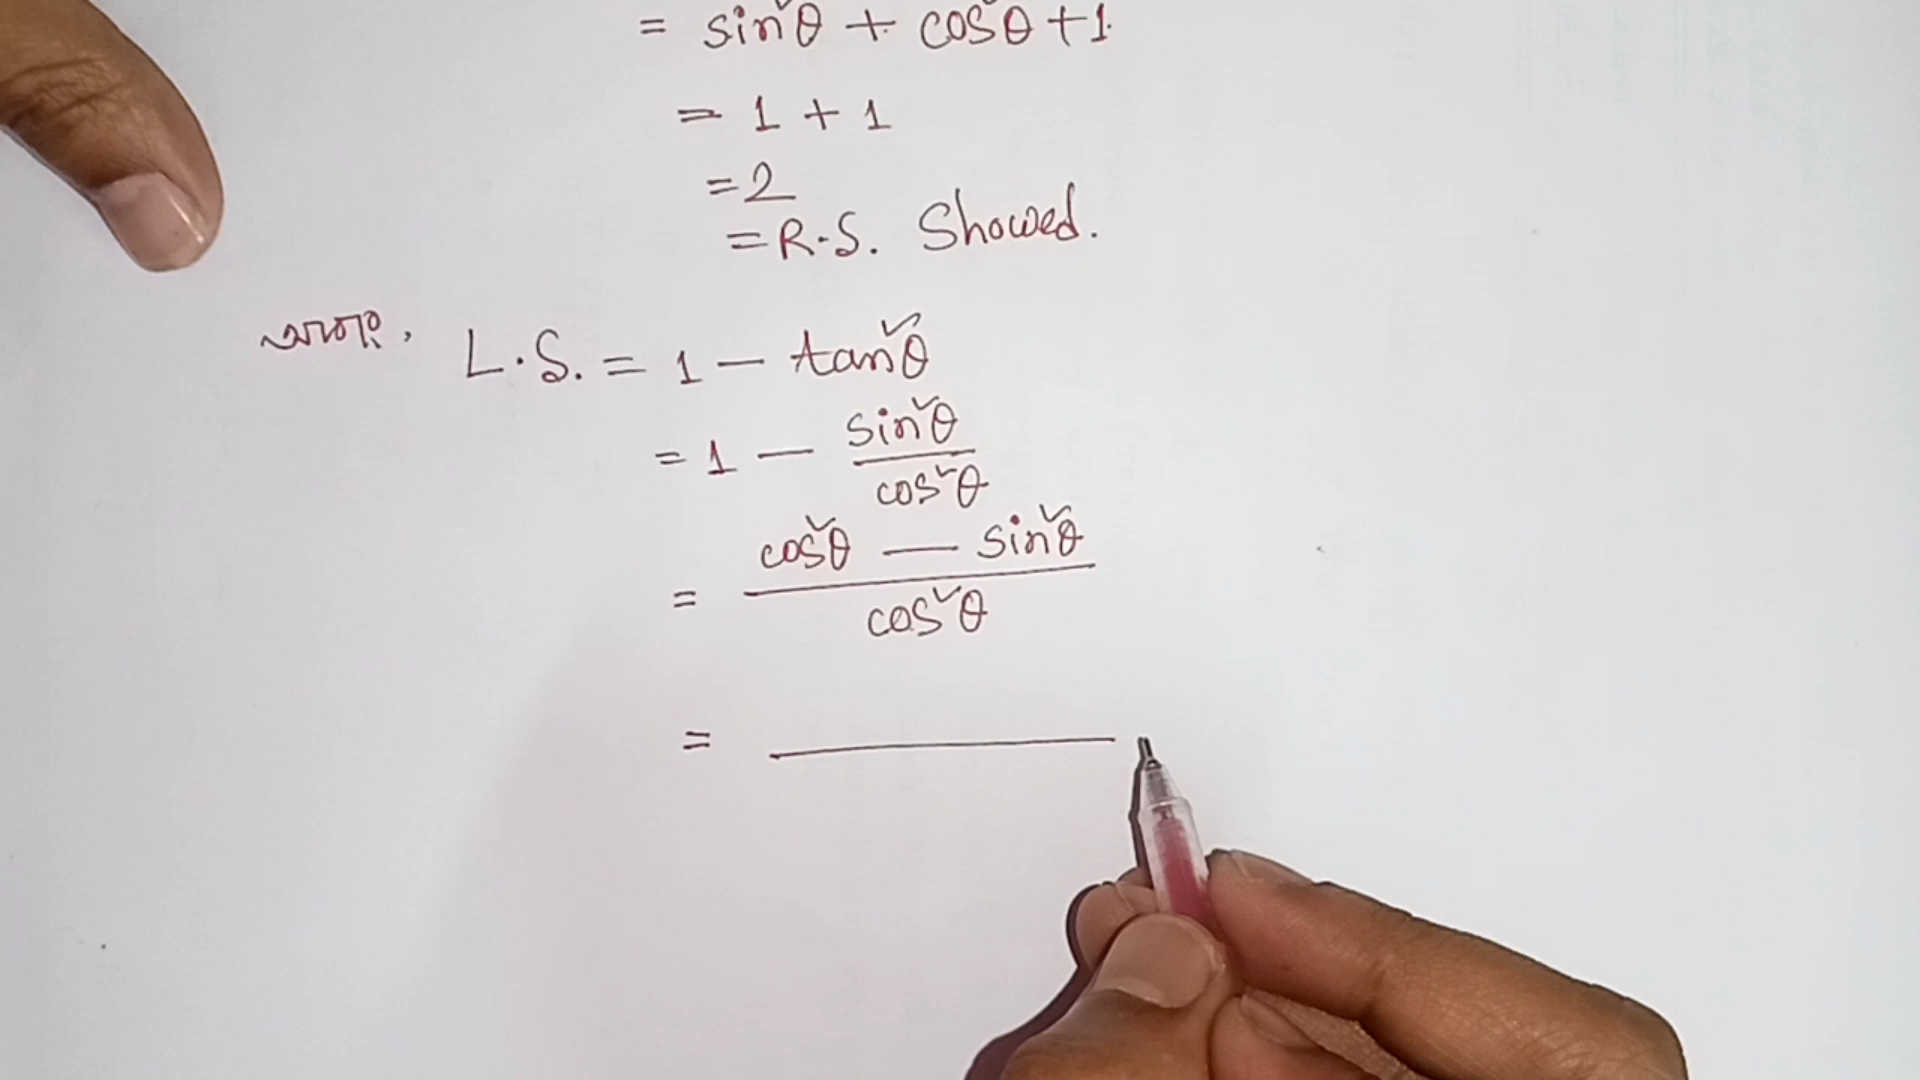 = sin²θ + cos²θ + 1
= 1 + 1
= 2
= R.S. Showed.
L.S. = 1 — tan²θ
= 1 — sin²θ / cos²θ
= cos²θ — sin²θ / cos²θ
=